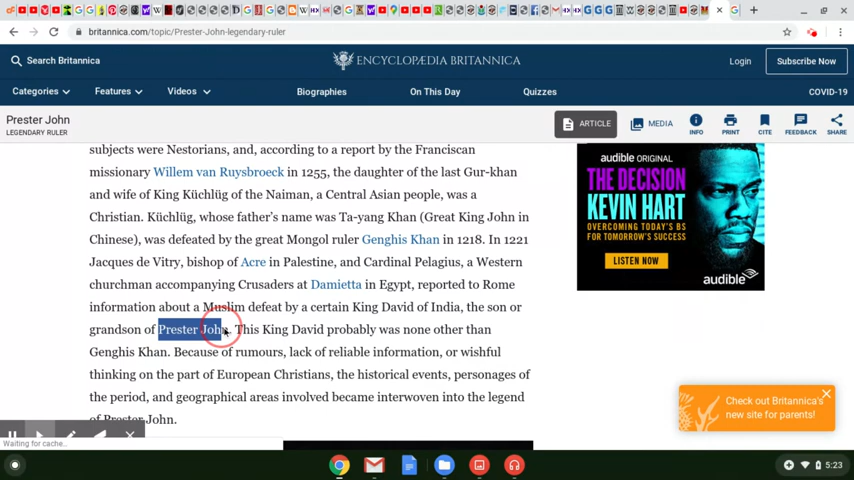 britannica.com/topic/Prester-John-legendary-ruler
Search Britannica
ENCYCLOPÆDIA BRITANNICA
Login
Subscribe Now
Categories
Features
Videos
Biographies
On This Day
Quizzes
COVID-19
Prester John
LEGENDARY RULER
ARTICLE
MEDIA
INFO
PRINT
CITE
FEEDBACK
SHARE
subjects were Nestorians, and, according to a report by the Franciscan
missionary Willem van Ruysbroeck in 1255, the daughter of the last Gur-khan
and wife of King Küchlüg of the Naiman, a Central Asian people, was a
Christian. Küchlüg, whose father's name was Ta-yang Khan (Great King John in
Chinese), was defeated by the great Mongol ruler Genghis Khan in 1218. In 1221
Jacques de Vitry, bishop of Acre in Palestine, and Cardinal Pelagius, a Western
churchman accompanying Crusaders at Damietta in Egypt, reported to Rome
information about a Muslim defeat by a certain King David of India, the son or
grandson of Prester John. This King David probably was none other than
Genghis Khan. Because of rumours, lack of reliable information, or wishful
thinking on the part of European Christians, the historical events, personages of
the period, and geographical areas involved became interwoven into the legend
of Prester John.
audible ORIGINAL
THE DECISION
KEVIN HART
OVERCOMING TODAY'S BS
FOR TOMORROW'S SUCCESS
LISTEN NOW
audible
Check out Britannica's
new site for parents!
Waiting for cache...
5:23